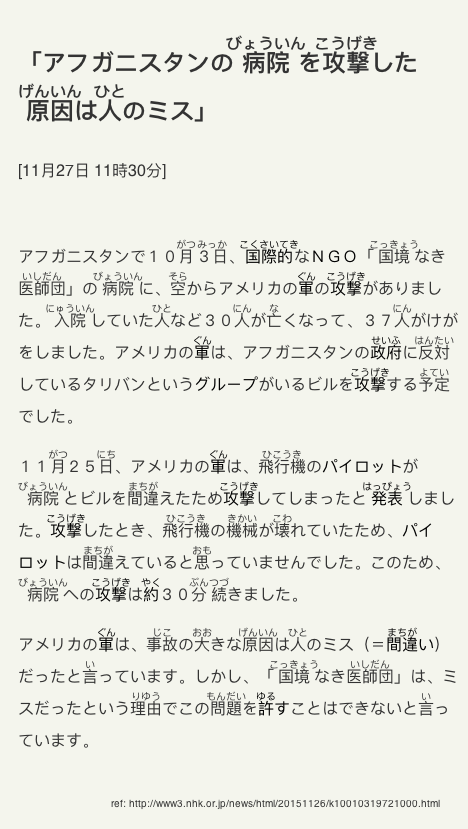 「アフガニスタンの病院を攻撃した
原因は人のミス」
[11月27日 11時30分]
アフガニスタンで１０月３日、国際的なＮＧＯ「国境なき
医師団」の病院に、空からアメリカの軍の攻撃がありまし
た。入院していた人など３０人が亡くなって、３７人がけが
をしました。アメリカの軍は、アフガニスタンの政府に反対
しているタリバンというグループがいるビルを攻撃する予定
でした。
１１月２５日、アメリカの軍は、飛行機のパイロットが
病院とビルを間違えたため攻撃してしまったと発表しまし
た。攻撃したとき、飛行機の機械が壊れていたため、パイ
ロットは間違えていると思っていませんでした。このため、
病院への攻撃は約３０分続きました。
アメリカの軍は、事故の大きな原因は人のミス（＝間違い）
だったと言っています。しかし、「国境なき医師団」は、ミ
スだったという理由でこの問題を許すことはできないと言っ
ています。
ref: http://www3.nhk.or.jp/news/html/20151126/k10010319721000.html